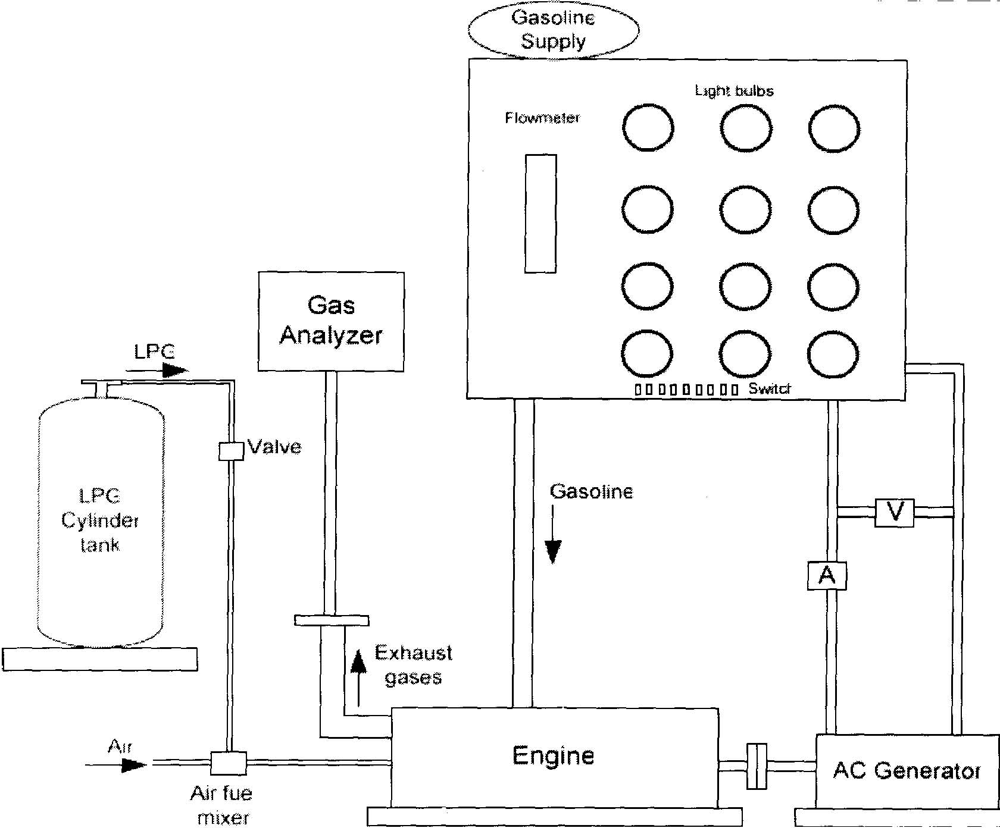 Gasoline
Supply
Light bulbs
Flowmeter
Gas
Analyzer
LPG
Switch
Valve
Gasoline
LPG
Cylinder
tank
V
A
Exhaust
gases
Air
Engine
AC Generator
Air fue
mixer